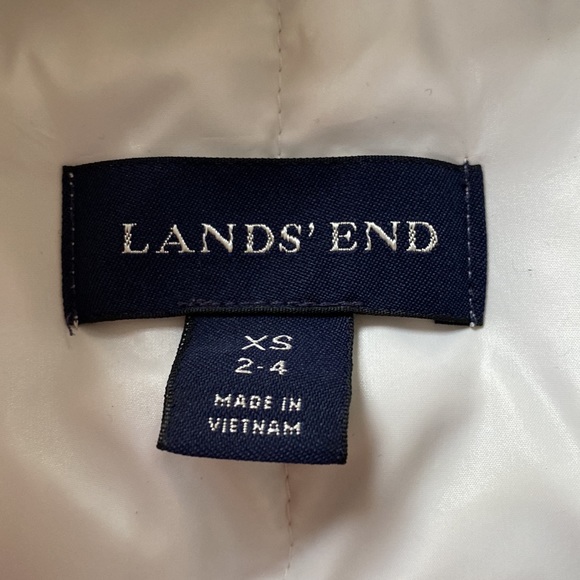 LANDS' END
XS
2-4
MADE IN
VIETNAM